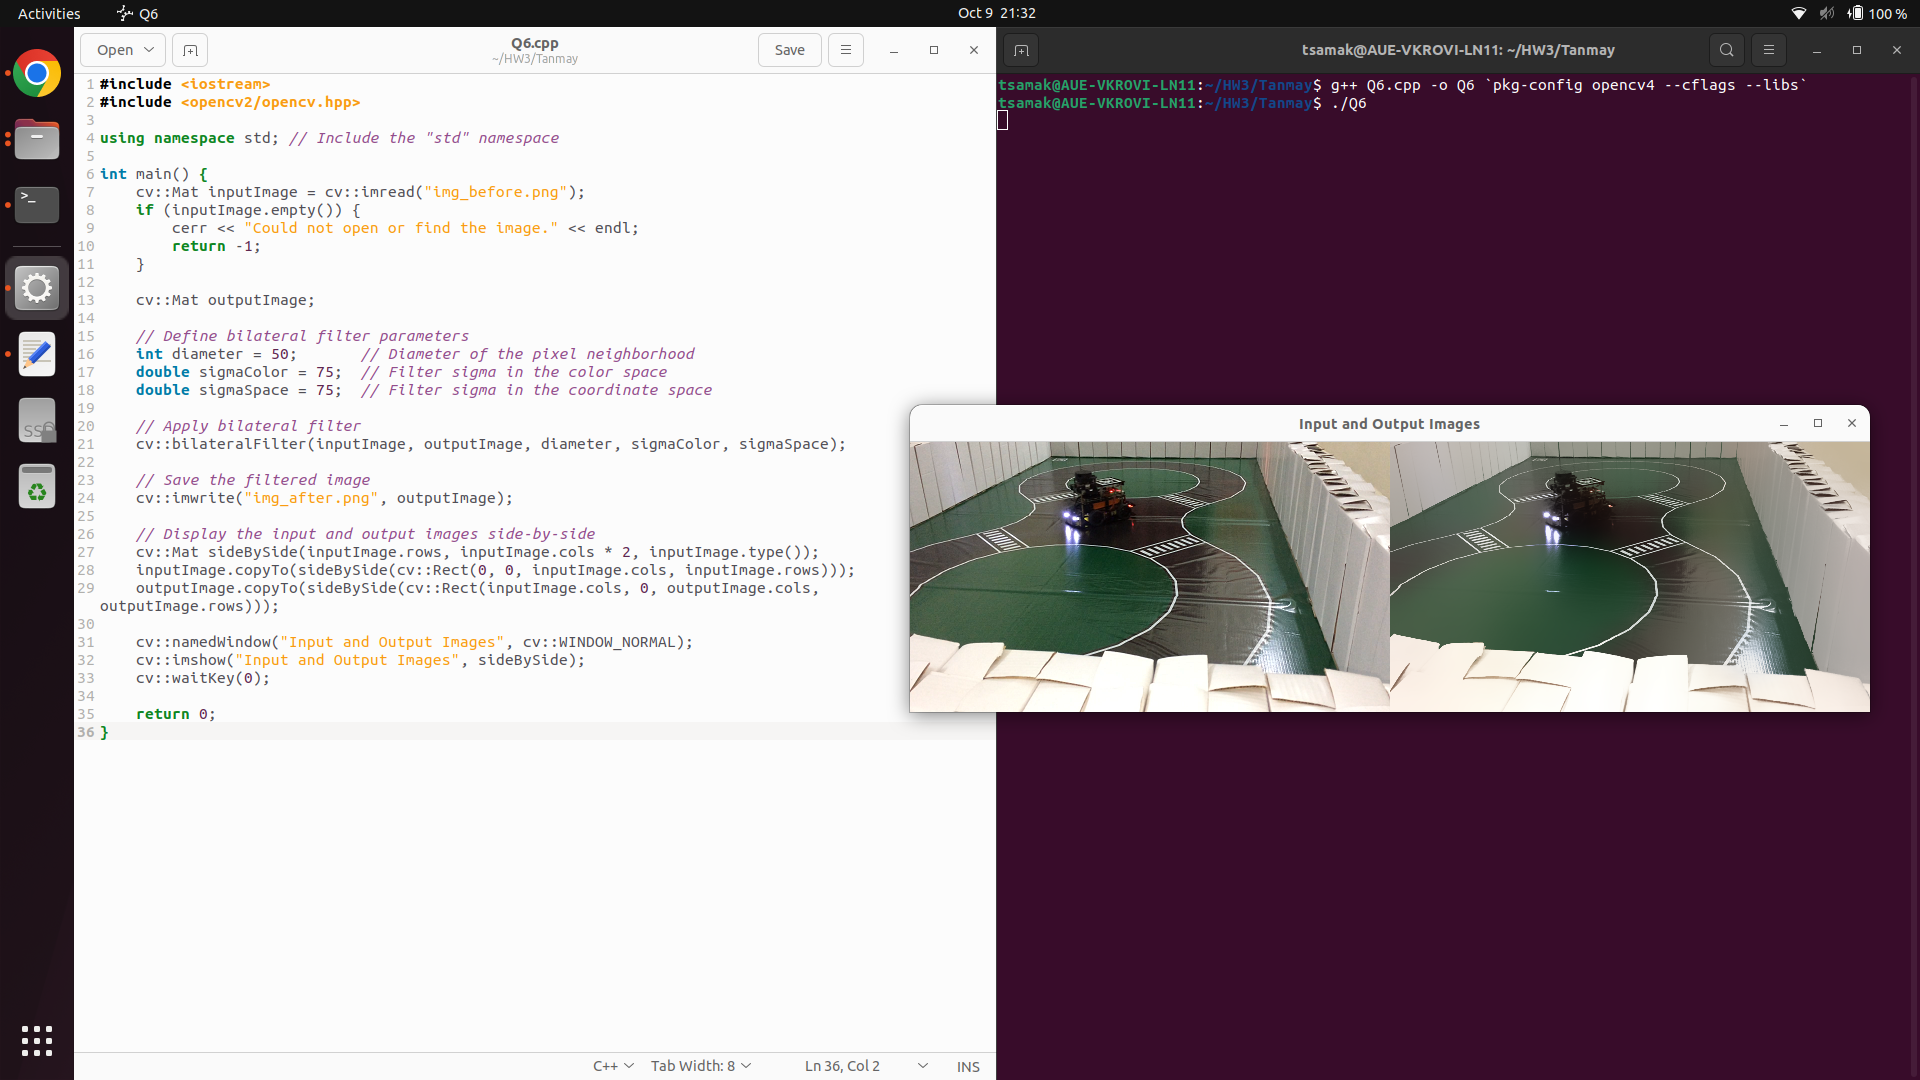 Activities
Q6
Oct 9 21:32
100 %
Open
Q6.cpp
~/HW3/Tanmay
Save
1 #include <iostream>
2 #include <opencv2/opencv.hpp>
3
4 using namespace std; // Include the "std" namespace
5
6 int main() {
7     cv::Mat inputImage = cv::imread("img_before.png");
8     if (inputImage.empty()) {
9         cerr << "Could not open or find the image." << endl;
10         return -1;
11     }
12
13     cv::Mat outputImage;
14
15     // Define bilateral filter parameters
16     int diameter = 50;       // Diameter of the pixel neighborhood
17     double sigmaColor = 75;  // Filter sigma in the color space
18     double sigmaSpace = 75;  // Filter sigma in the coordinate space
19
20     // Apply bilateral filter
21     cv::bilateralFilter(inputImage, outputImage, diameter, sigmaColor, sigmaSpace);
22
23     // Save the filtered image
24     cv::imwrite("img_after.png", outputImage);
25
26     // Display the input and output images side-by-side
27     cv::Mat sideBySide(inputImage.rows, inputImage.cols * 2, inputImage.type());
28     inputImage.copyTo(sideBySide(cv::Rect(0, 0, inputImage.cols, inputImage.rows)));
29     outputImage.copyTo(sideBySide(cv::Rect(inputImage.cols, 0, outputImage.cols,
outputImage.rows)));
30
31     cv::namedWindow("Input and Output Images", cv::WINDOW_NORMAL);
32     cv::imshow("Input and Output Images", sideBySide);
33     cv::waitKey(0);
34
35     return 0;
36 }
C++
Tab Width: 8
Ln 36, Col 2
INS
tsamak@AUE-VKROVI-LN11: ~/HW3/Tanmay
tsamak@AUE-VKROVI-LN11:~/HW3/Tanmay$ g++ Q6.cpp -o Q6 `pkg-config opencv4 --cflags --libs`
tsamak@AUE-VKROVI-LN11:~/HW3/Tanmay$ ./Q6
Input and Output Images
>_
SSD